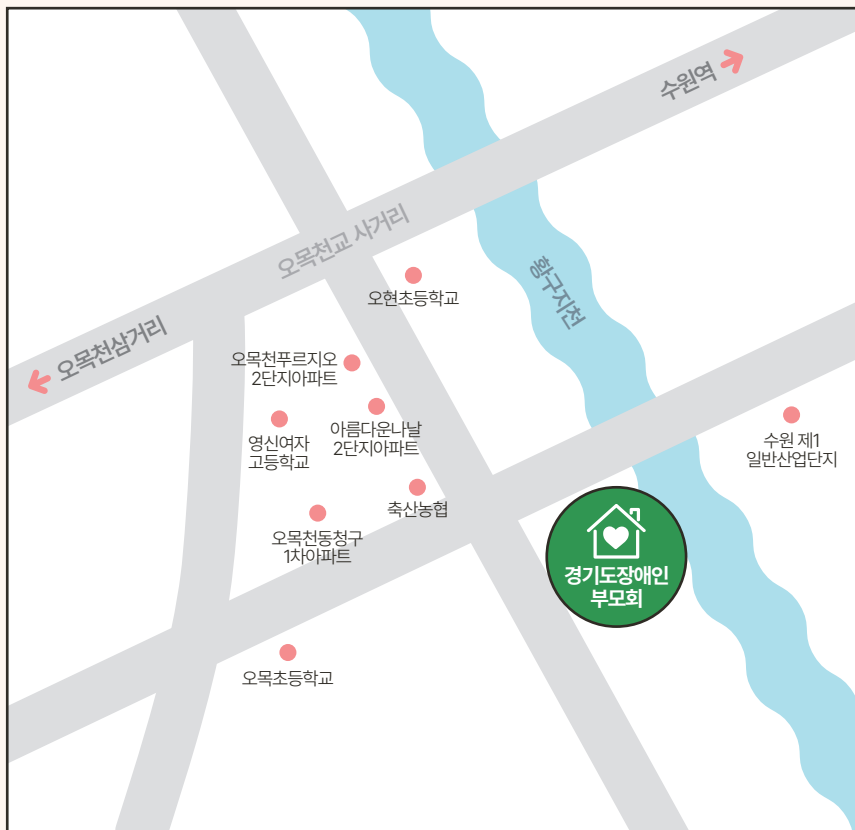 수원역
오목천교 사거리
황구지천
오현초등학교
오목천삼거리
오목천푸르지오
2단지아파트
아름다운나날
2단지아파트
영신여자
고등학교
수원 제1
일반산업단지
축산농협
오목천동청구
1차아파트
경기도장애인
부모회
오목초등학교